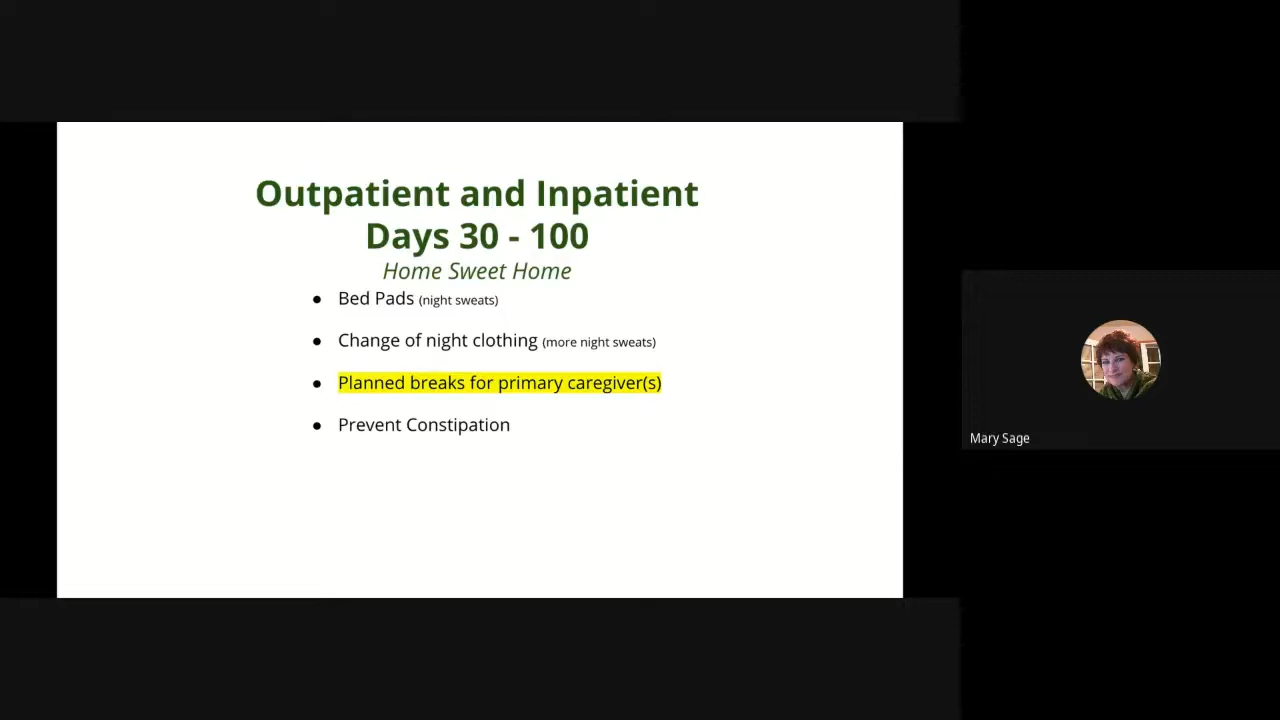 Outpatient and Inpatient
Days 30 - 100
Home Sweet Home
● Bed Pads (night sweats)
● Change of night clothing (more night sweats)
● Planned breaks for primary caregiver(s)
● Prevent Constipation
Mary Sage